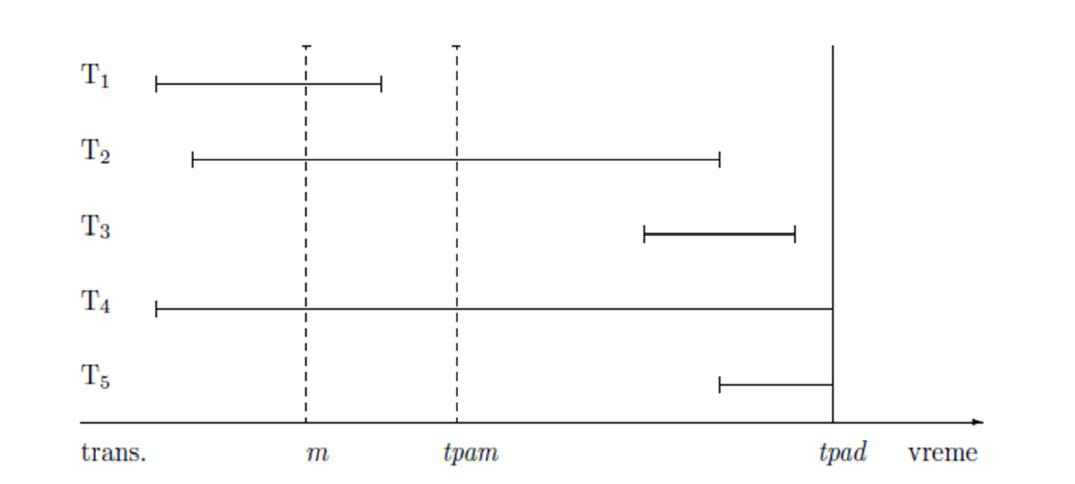 T₁
T₂
T₃
T₄
T₅
trans. m tpam tpad vreme